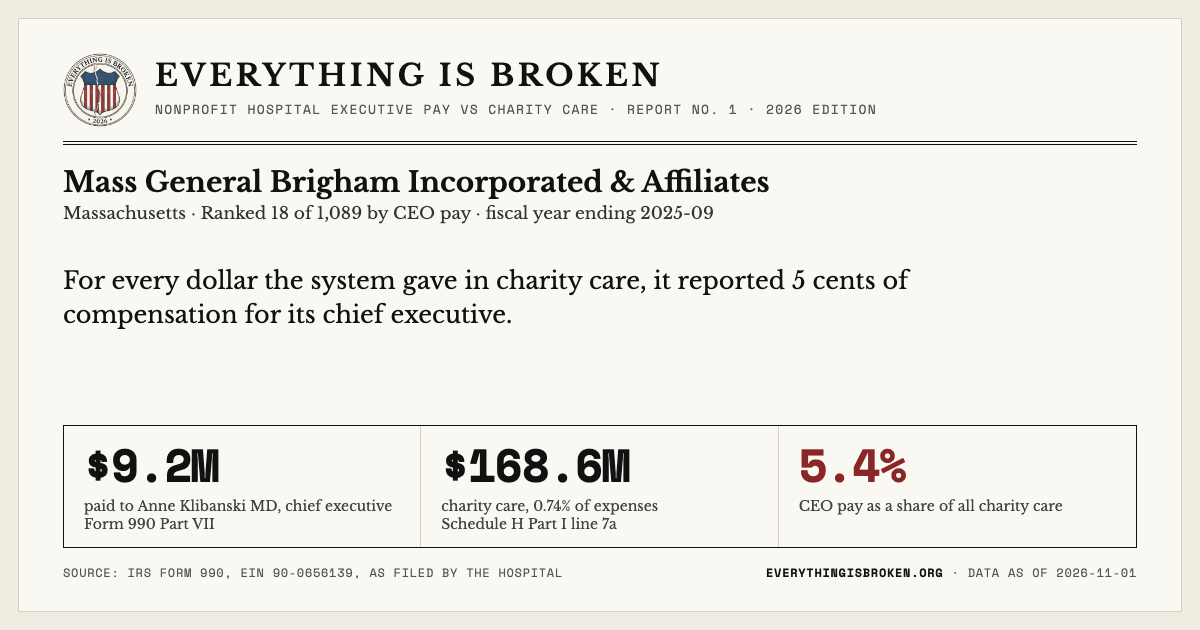 EVERYTHING IS BROKEN
· 2026 ·
EVERYTHING IS BROKEN
NONPROFIT HOSPITAL EXECUTIVE PAY VS CHARITY CARE · REPORT NO. 1 · 2026 EDITION
Mass General Brigham Incorporated & Affiliates
Massachusetts · Ranked 18 of 1,089 by CEO pay · fiscal year ending 2025-09
For every dollar the system gave in charity care, it reported 5 cents of
compensation for its chief executive.
$9.2M
paid to Anne Klibanski MD, chief executive
Form 990 Part VII
$168.6M
charity care, 0.74% of expenses
Schedule H Part I line 7a
5.4%
CEO pay as a share of all charity care
SOURCE: IRS FORM 990, EIN 90-0656139, AS FILED BY THE HOSPITAL
EVERYTHINGISBROKEN.ORG · DATA AS OF 2026-11-01